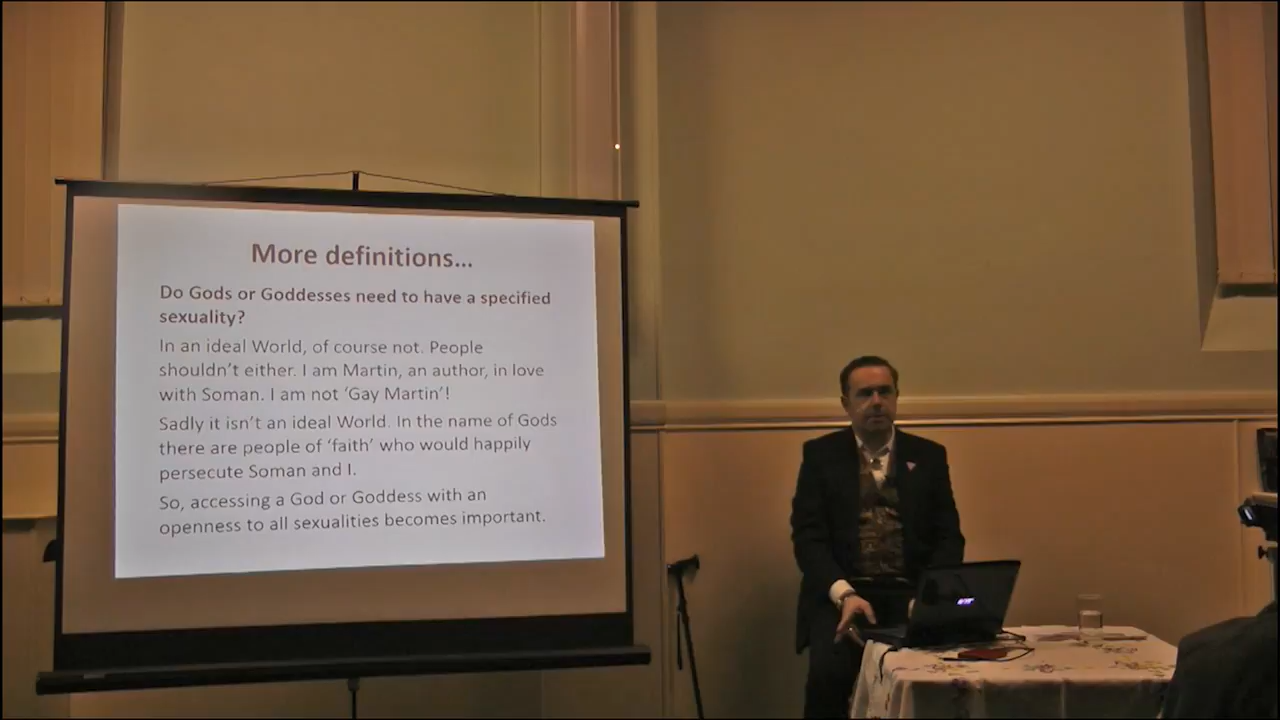 More definitions...
Do Gods or Goddesses need to have a specified
sexuality?
In an ideal World, of course not. People
shouldn't either. I am Martin, an author, in love
with Soman. I am not 'Gay Martin'!
Sadly it isn't an ideal World. In the name of Gods
there are people of 'faith' who would happily
persecute Soman and I.
So, accessing a God or Goddess with an
openness to all sexualities becomes important.